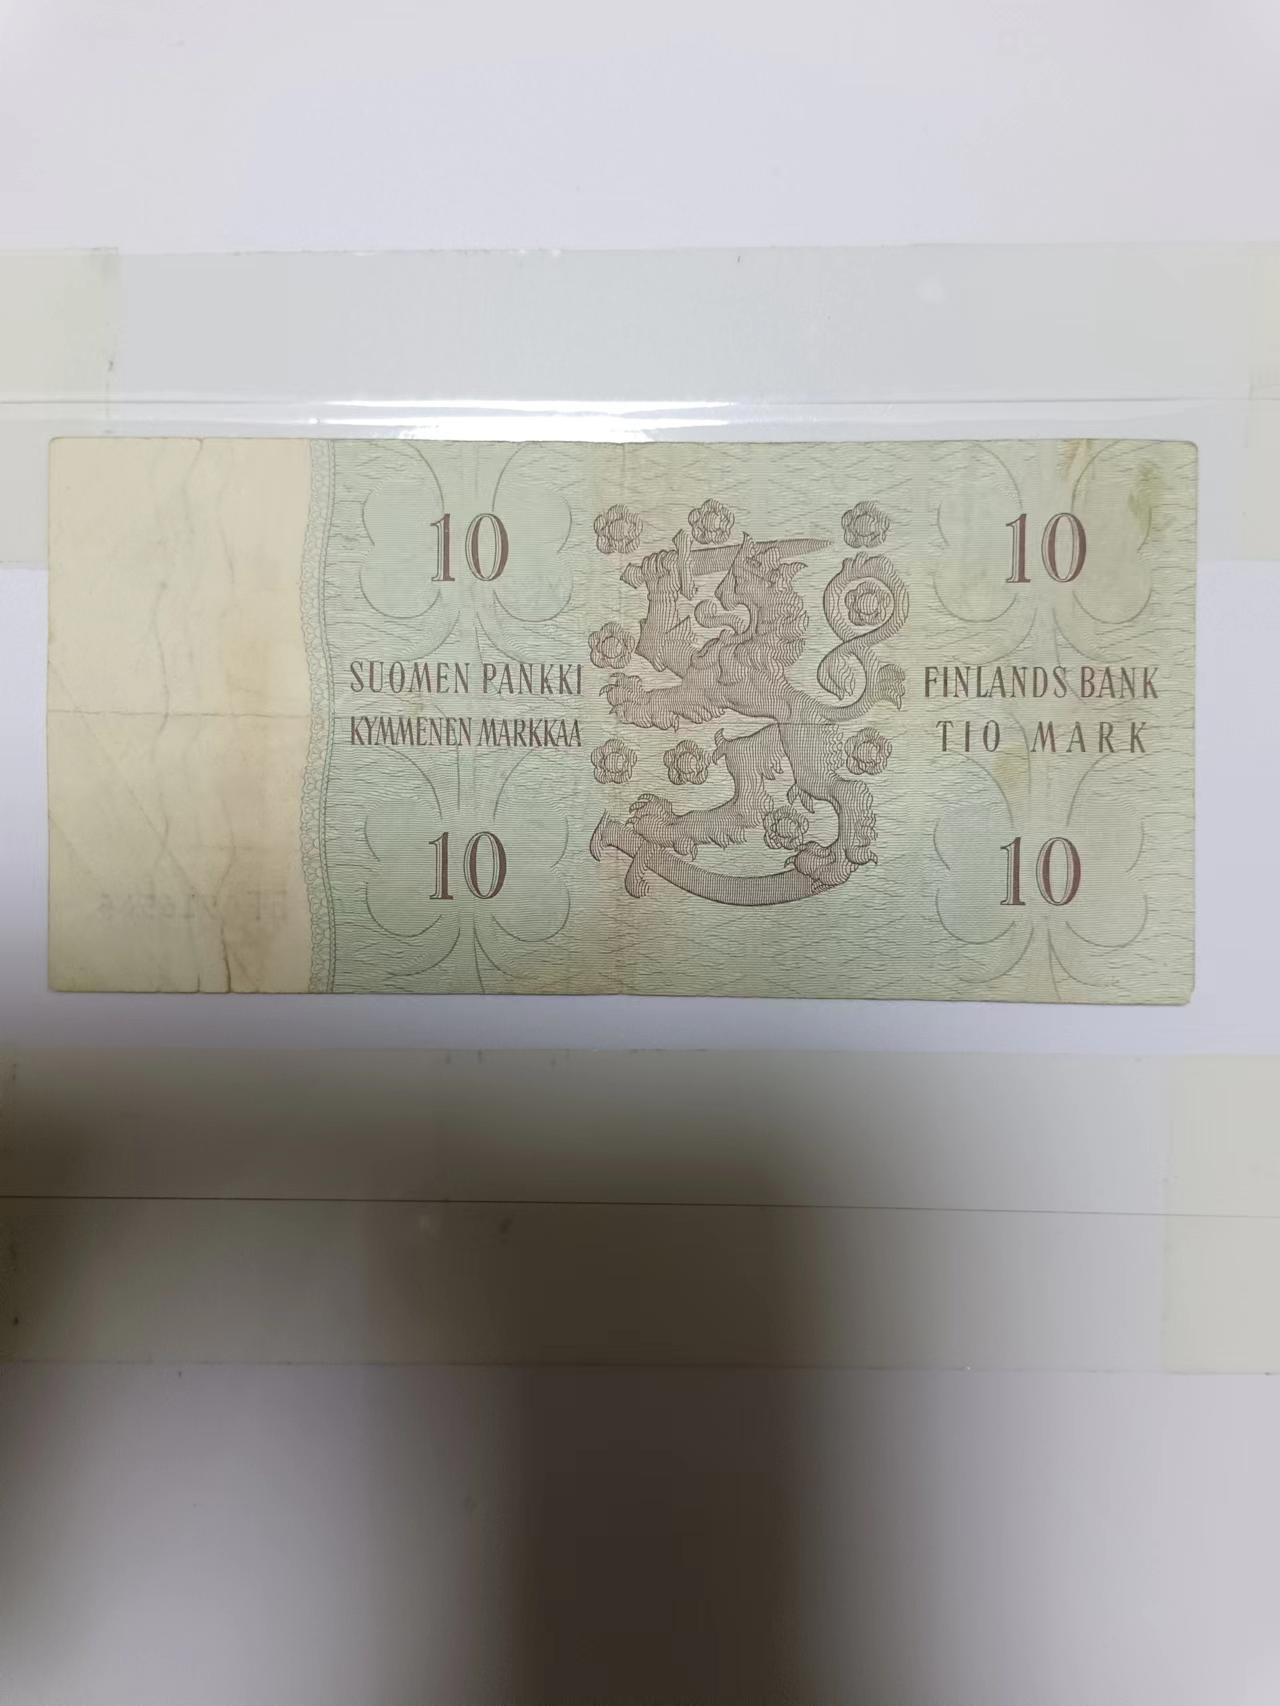 10
10
SUOMEN PANKKI
FINLANDS BANK
KYMMENEN MARKKAA
TIO MARK
10
10